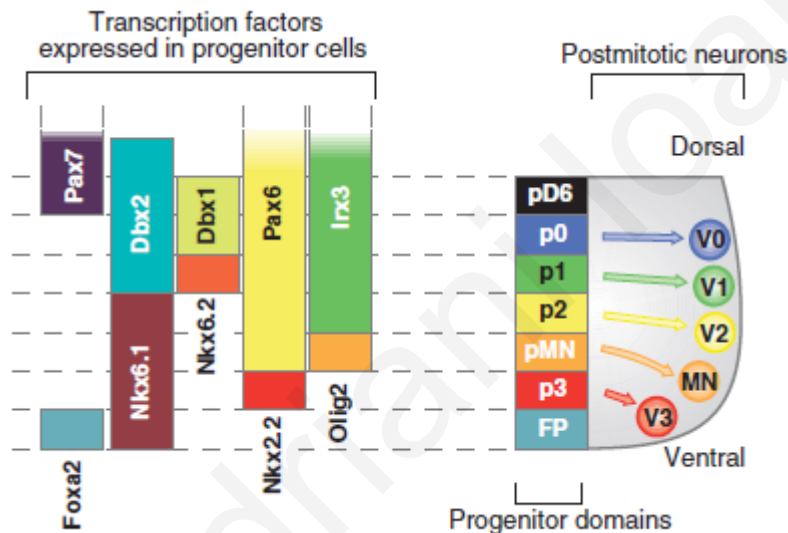 Transcription factors
expressed in progenitor cells
Postmitotic neurons
Dorsal
Pax7
Dbx2
Dbx1
Pax6
Irx3
Nkx6.1
Nkx6.2
Nkx2.2
Olig2
Foxa2
pD6
p0
p1
p2
pMN
p3
FP
V0
V1
V2
MN
V3
Ventral
Progenitor domains